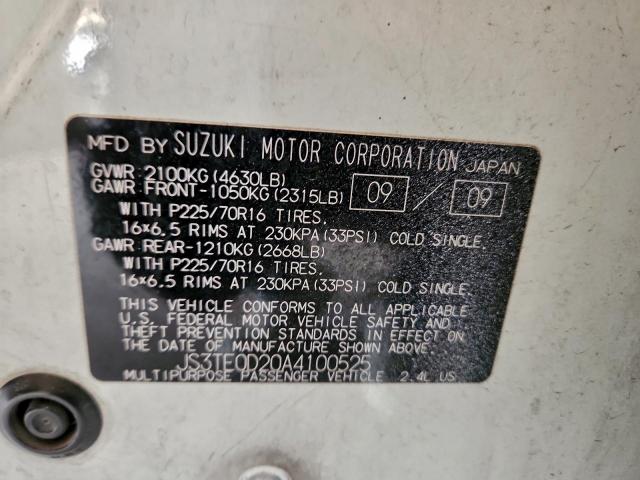 MFD BY SUZUKI MOTOR CORPORATION JAPAN
GVWR:2100KG(4630LB)
GAWR:FRONT-1050KG(2315LB) 09 / 09
WITH P225/70R16 TIRES.
16×6.5 RIMS AT 230KPA(33PSI) COLD SINGLE.
GAWR:REAR-1210KG(2668LB)
WITH P225/70R16 TIRES.
16×6.5 RIMS AT 230KPA(33PSI) COLD SINGLE.
THIS VEHICLE CONFORMS TO ALL APPLICABLE
U.S. FEDERAL MOTOR VEHICLE SAFETY AND
THEFT PREVENTION STANDARDS IN EFFECT ON
THE DATE OF MANUFACTURE SHOWN ABOVE.
JS3TE0D20A4100525
MULTIPURPOSE PASSENGER VEHICLE 2.4L US